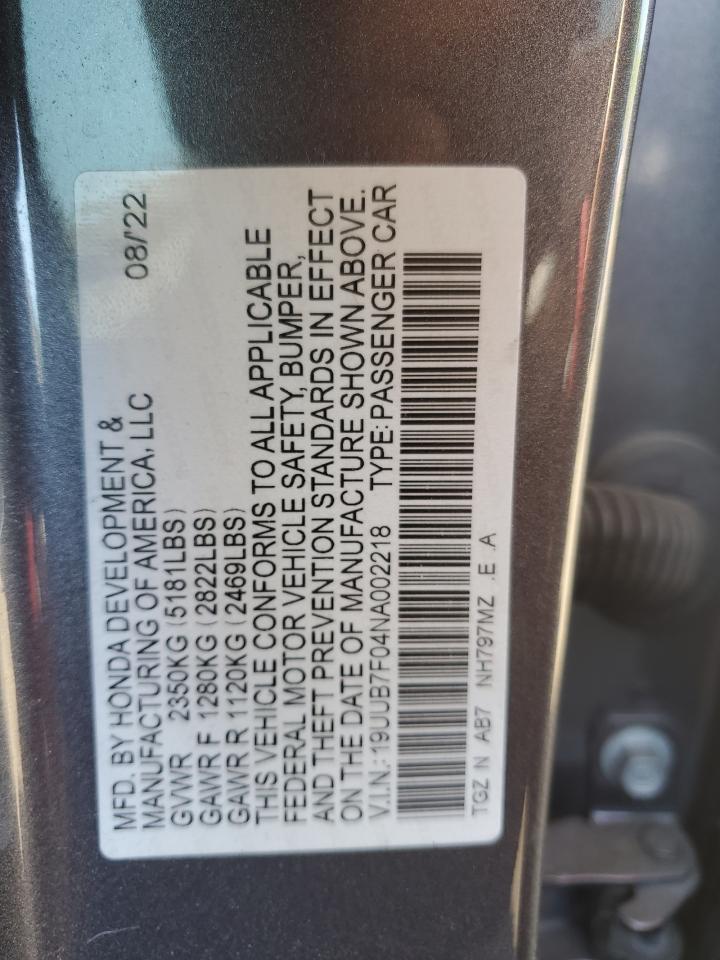 MFD. BY HONDA DEVELOPMENT & 08/'22
MANUFACTURING OF AMERICA, LLC
GVWR 2350KG (5181LBS)
GAWR F 1280KG (2822LBS)
GAWR R 1120KG (2469LBS)
THIS VEHICLE CONFORMS TO ALL APPLICABLE
FEDERAL MOTOR VEHICLE SAFETY, BUMPER,
AND THEFT PREVENTION STANDARDS IN EFFECT
ON THE DATE OF MANUFACTURE SHOWN ABOVE.
V.I.N.:19UUB7F04NA002218 TYPE:PASSENGER CAR
TGZ N AB7 NH797MZ .E .A